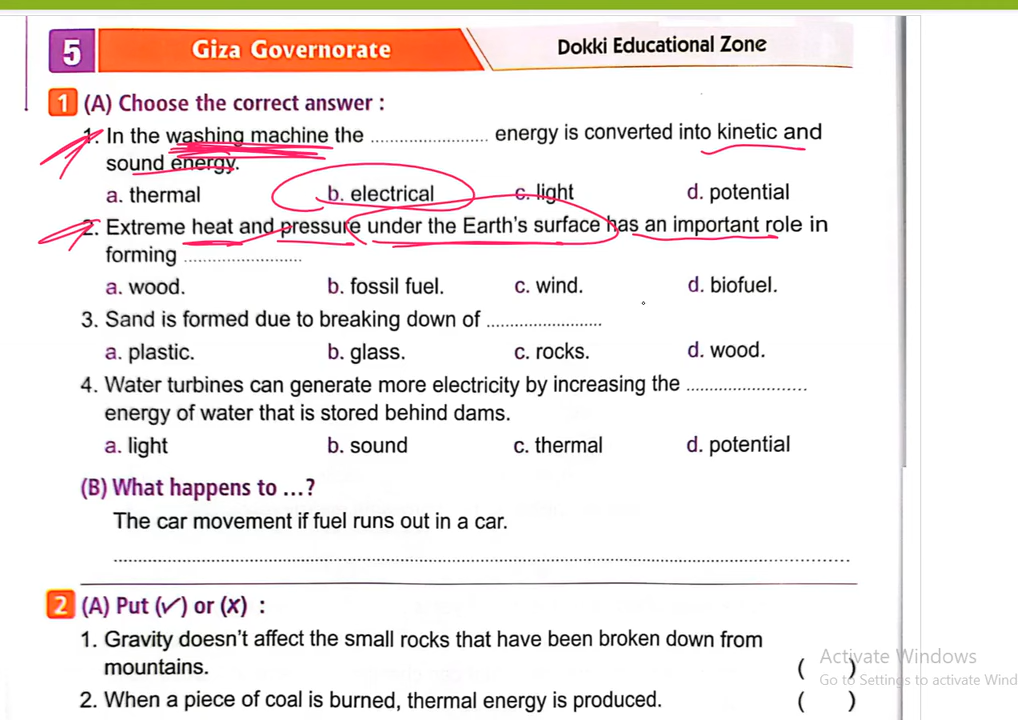 5 Giza Governorate Dokki Educational Zone
1 (A) Choose the correct answer :
1. In the washing machine the ........................ energy is converted into kinetic and
sound energy.
a. thermal b. electrical c. light d. potential
2. Extreme heat and pressure under the Earth's surface has an important role in
forming ........................
a. wood. b. fossil fuel. c. wind. d. biofuel.
3. Sand is formed due to breaking down of ........................
a. plastic. b. glass. c. rocks. d. wood.
4. Water turbines can generate more electricity by increasing the ........................
energy of water that is stored behind dams.
a. light b. sound c. thermal d. potential
(B) What happens to ...?
The car movement if fuel runs out in a car.
2 (A) Put (✓) or (x) :
1. Gravity doesn't affect the small rocks that have been broken down from
mountains. ( )
2. When a piece of coal is burned, thermal energy is produced. ( )
Activate Windows
Go to Settings to activate Wind